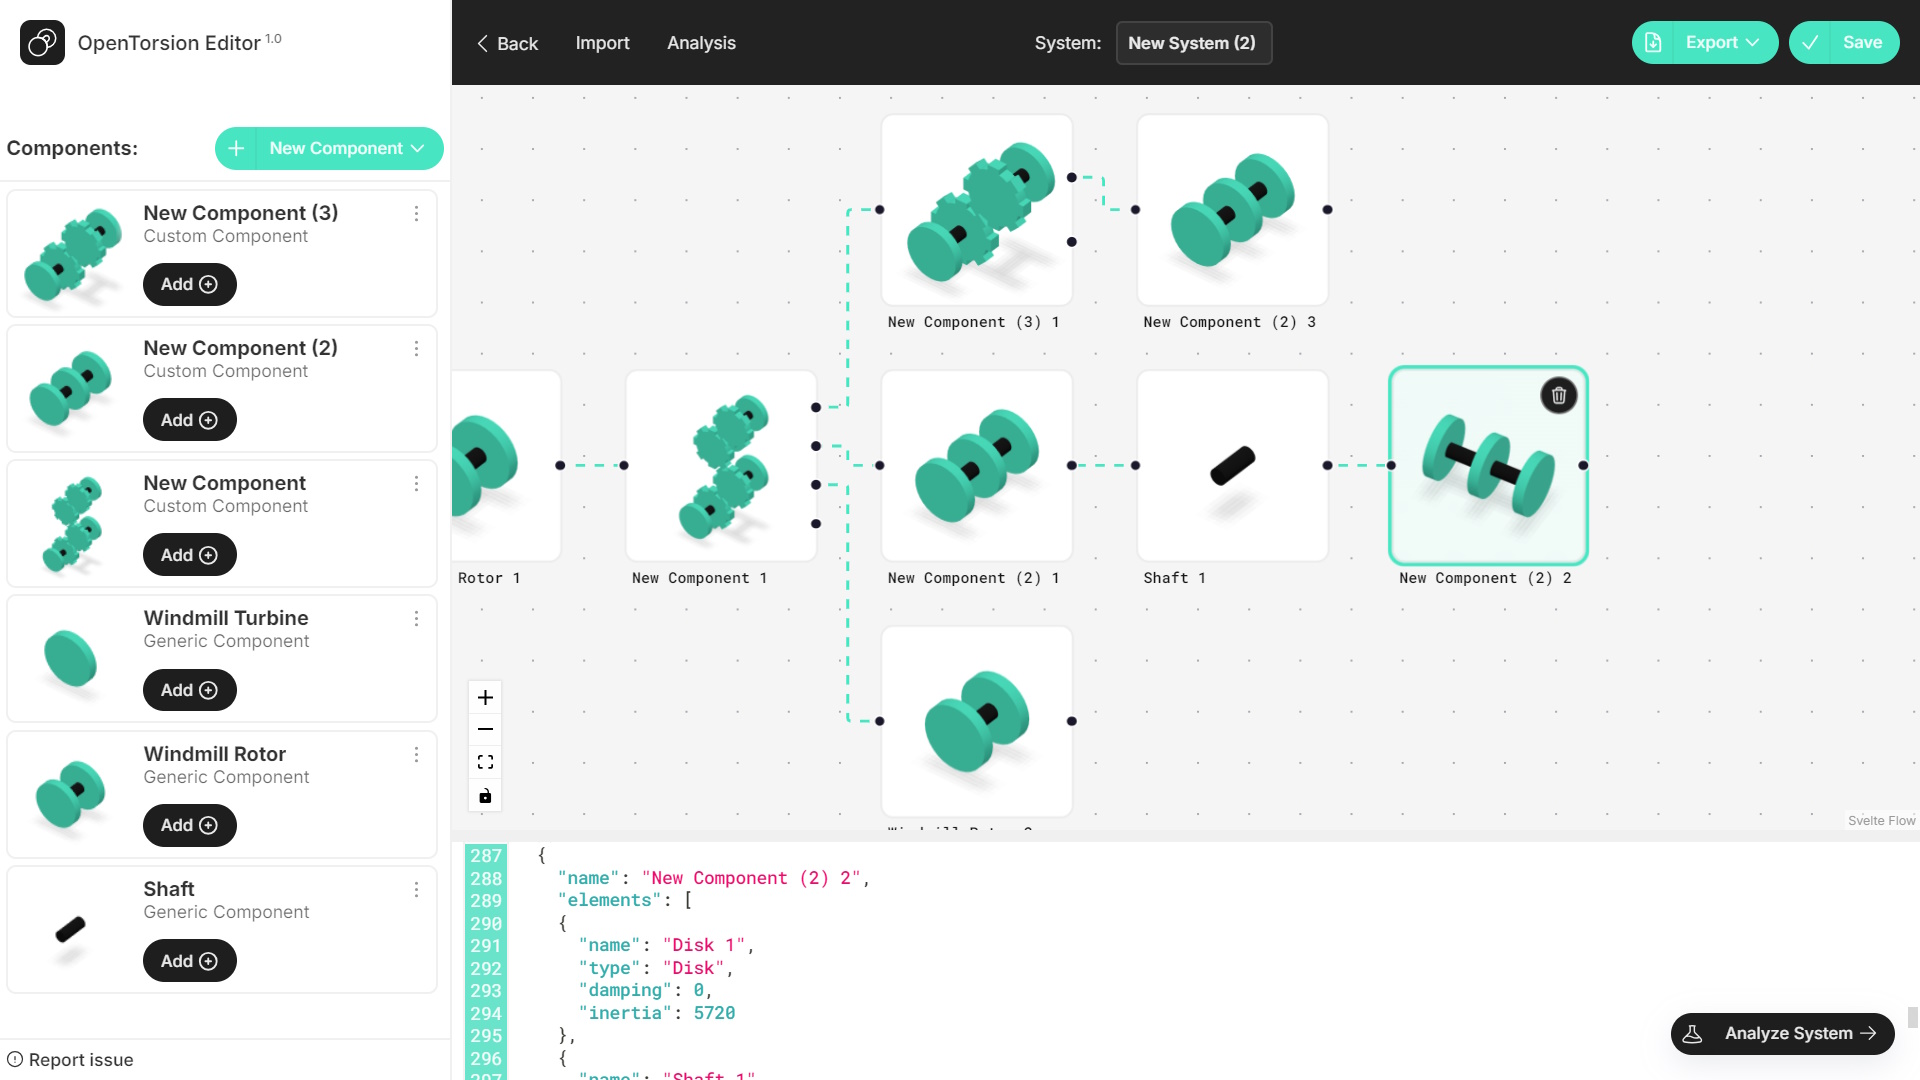 OpenTorsion Editor 1.0
Back
Import
Analysis
System:
New System (2)
Export
Save
Components:
New Component
New Component (3)
Custom Component
Add
New Component (2)
Custom Component
Add
New Component
Custom Component
Add
Windmill Turbine
Generic Component
Add
Windmill Rotor
Generic Component
Add
Shaft
Generic Component
Add
Report issue
New Component (3) 1
New Component (2) 3
Rotor 1
New Component 1
New Component (2) 1
Shaft 1
New Component (2) 2
Svelte Flow
287 {
288 "name": "New Component (2) 2",
289 "elements": [
290 {
291 "name": "Disk 1",
292 "type": "Disk",
293 "damping": 0,
294 "inertia": 5720
295 },
296 {
297 "name": "Shaft 1"
Analyze System